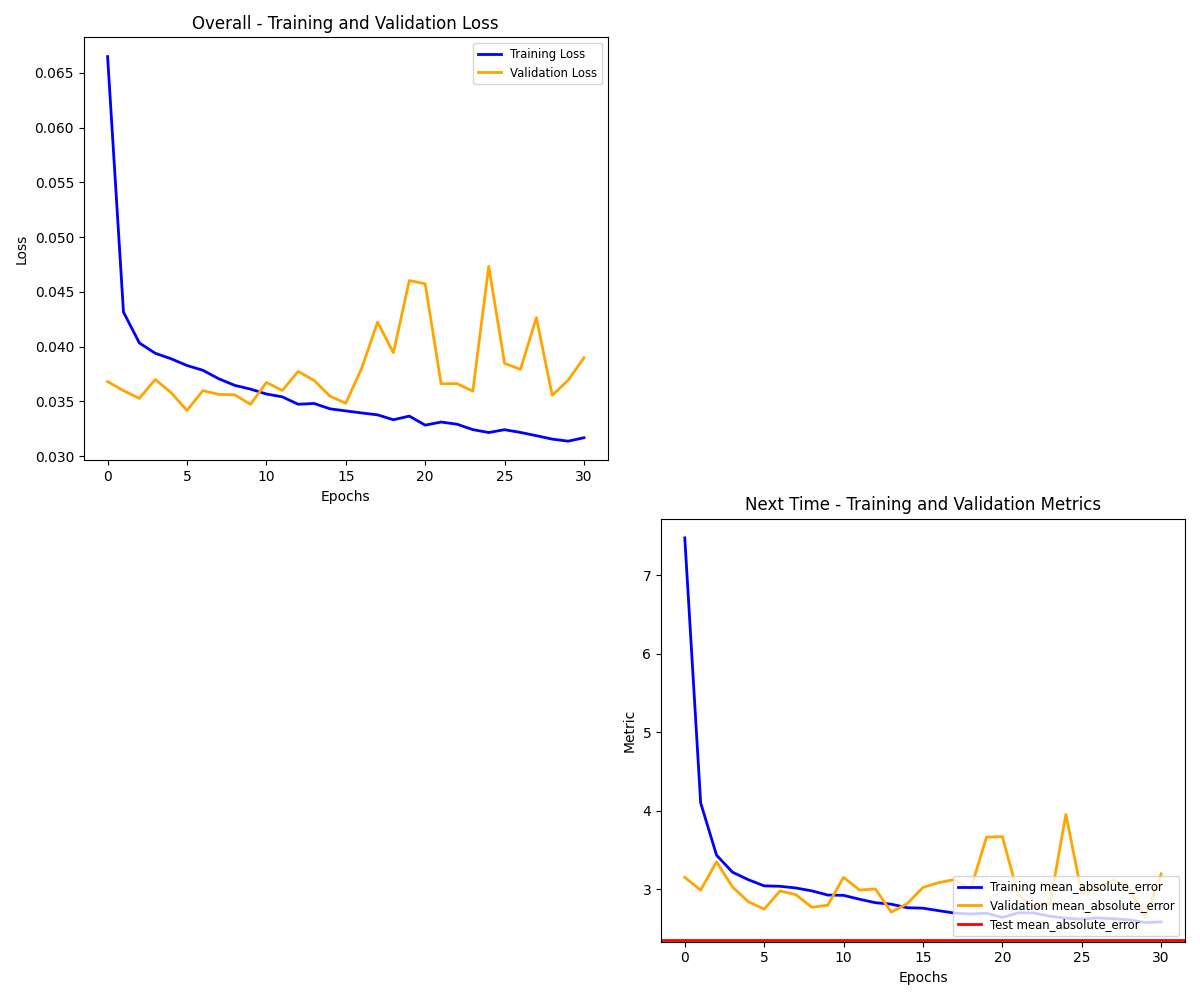 Overall - Training and Validation Loss
Training Loss
Validation Loss
0.065
0.060
0.055
0.050
0.045
0.040
0.035
0.030
Loss
0 5 10 15 20 25 30
Epochs
Next Time - Training and Validation Metrics
7
6
5
4
3
Metric
Training mean_absolute_error
Validation mean_absolute_error
Test mean_absolute_error
0 5 10 15 20 25 30
Epochs